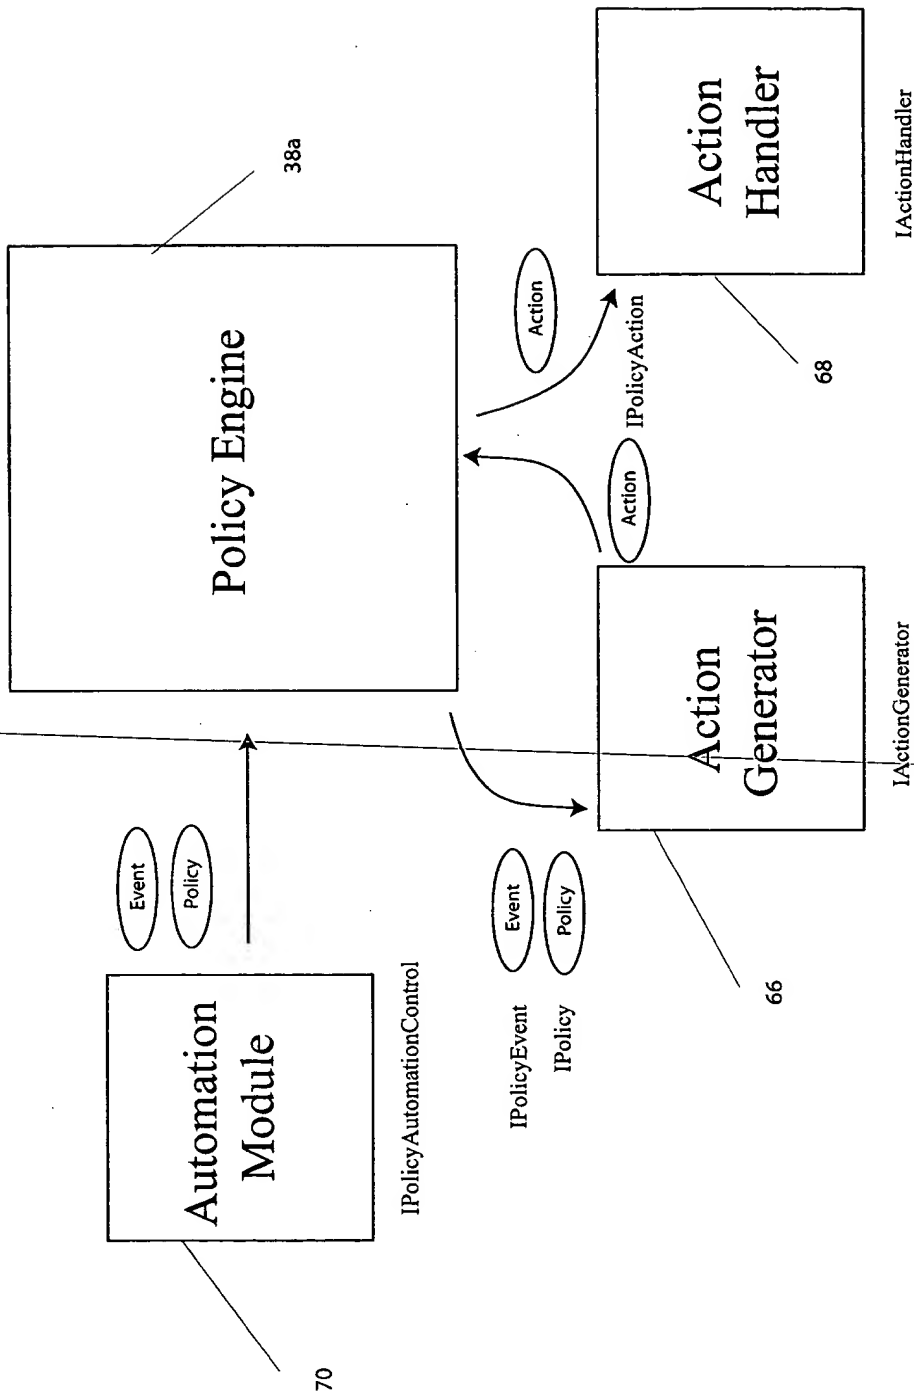 70
Automation
Module
IPolicyAutomationControl
Event
Policy
Policy Engine
38a
IPolicyEvent
IPolicy
Event
Policy
66
Action
Generator
IActionGenerator
Action
IPolicyAction
Action
68
Action
Handler
IActionHandler